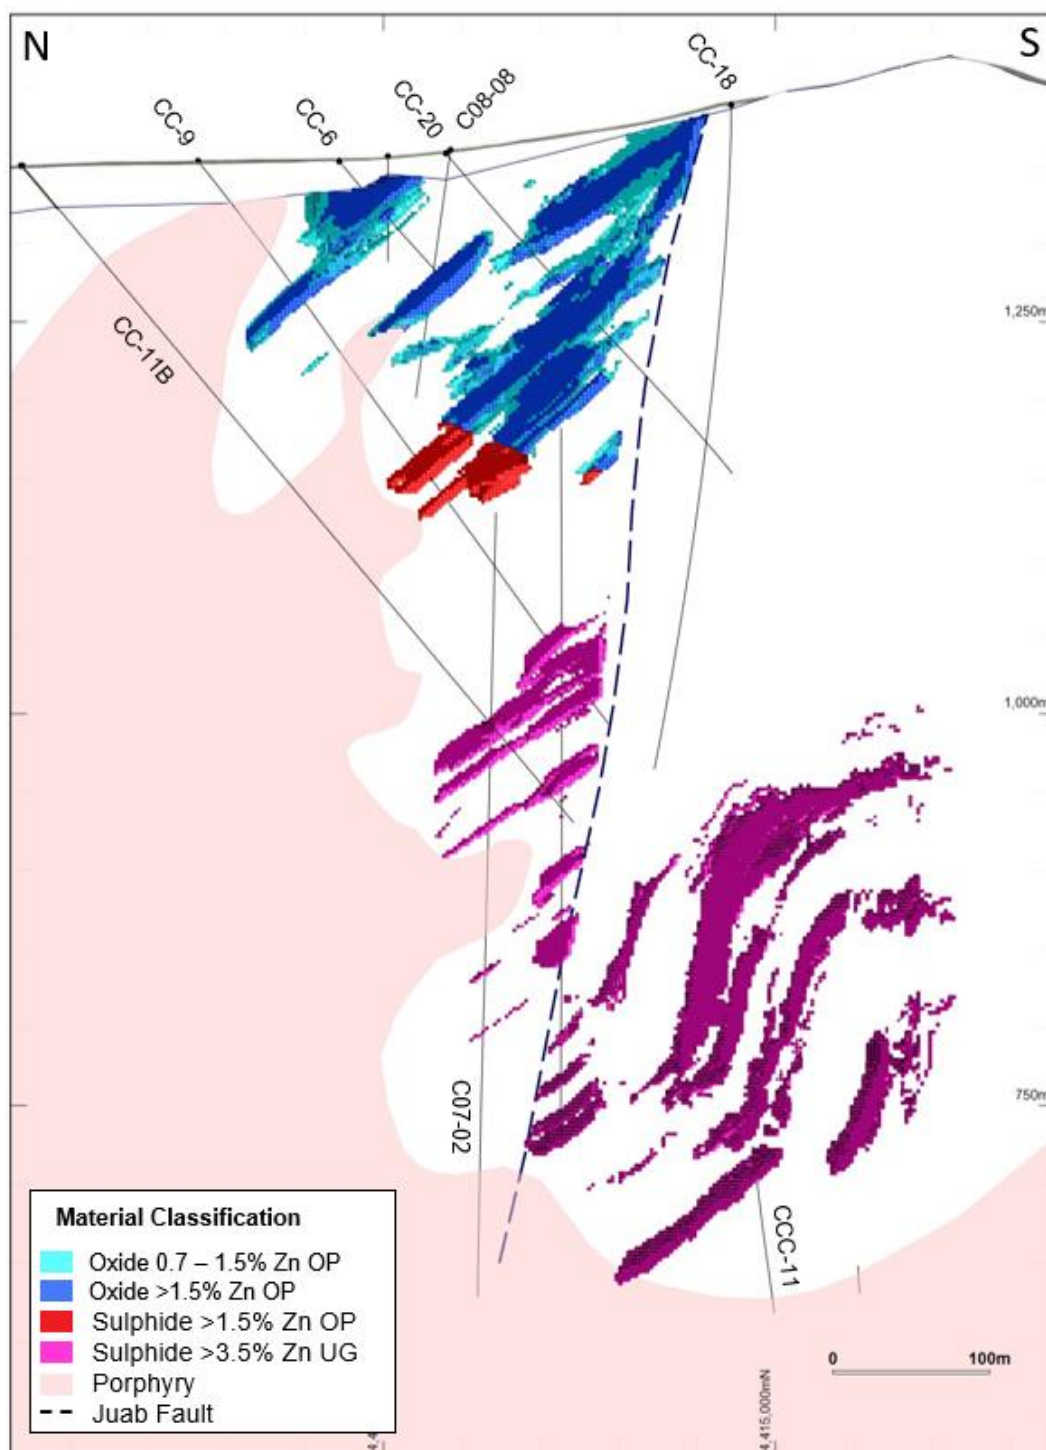 N
S
CC-18
C08-08
CC-20
CC-6
CC-9
1,250m
CC-11B
1,000m
750m
C07-02
CCC-11
Material Classification
Oxide 0.7 – 1.5% Zn OP
Oxide >1.5% Zn OP
Sulphide >1.5% Zn OP
Sulphide >3.5% Zn UG
Porphyry
Juab Fault
0 100m
4,415,000mN